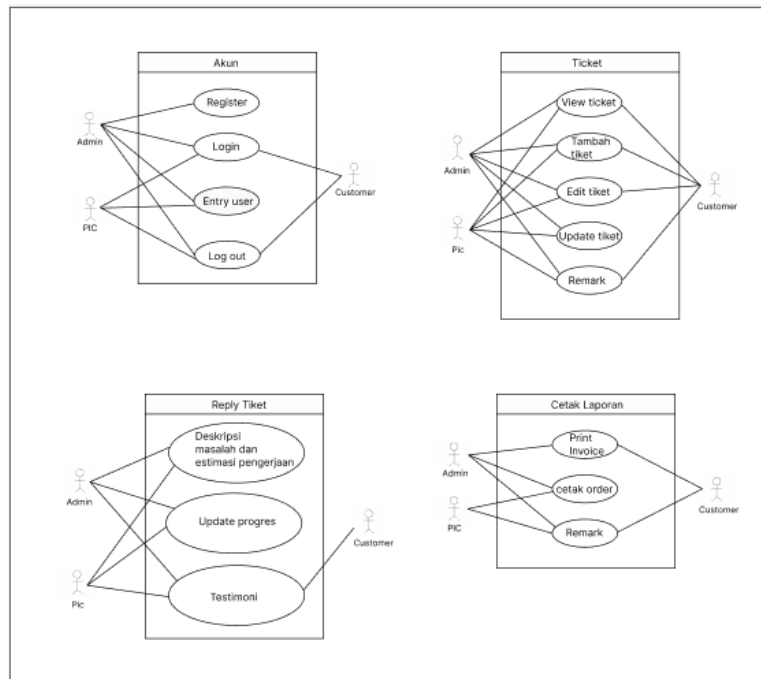 Akun
Register
Login
Entry user
Log out
Admin
PIC
Customer
Ticket
View ticket
Tambah
tiket
Edit tiket
Update tiket
Remark
Admin
Pic
Customer
Reply Tiket
Deskripsi
masalah dan
estimasi pengerjaan
Update progres
Testimoni
Admin
Pic
Customer
Cetak Laporan
Print
Invoice
cetak order
Remark
Admin
PIC
Customer